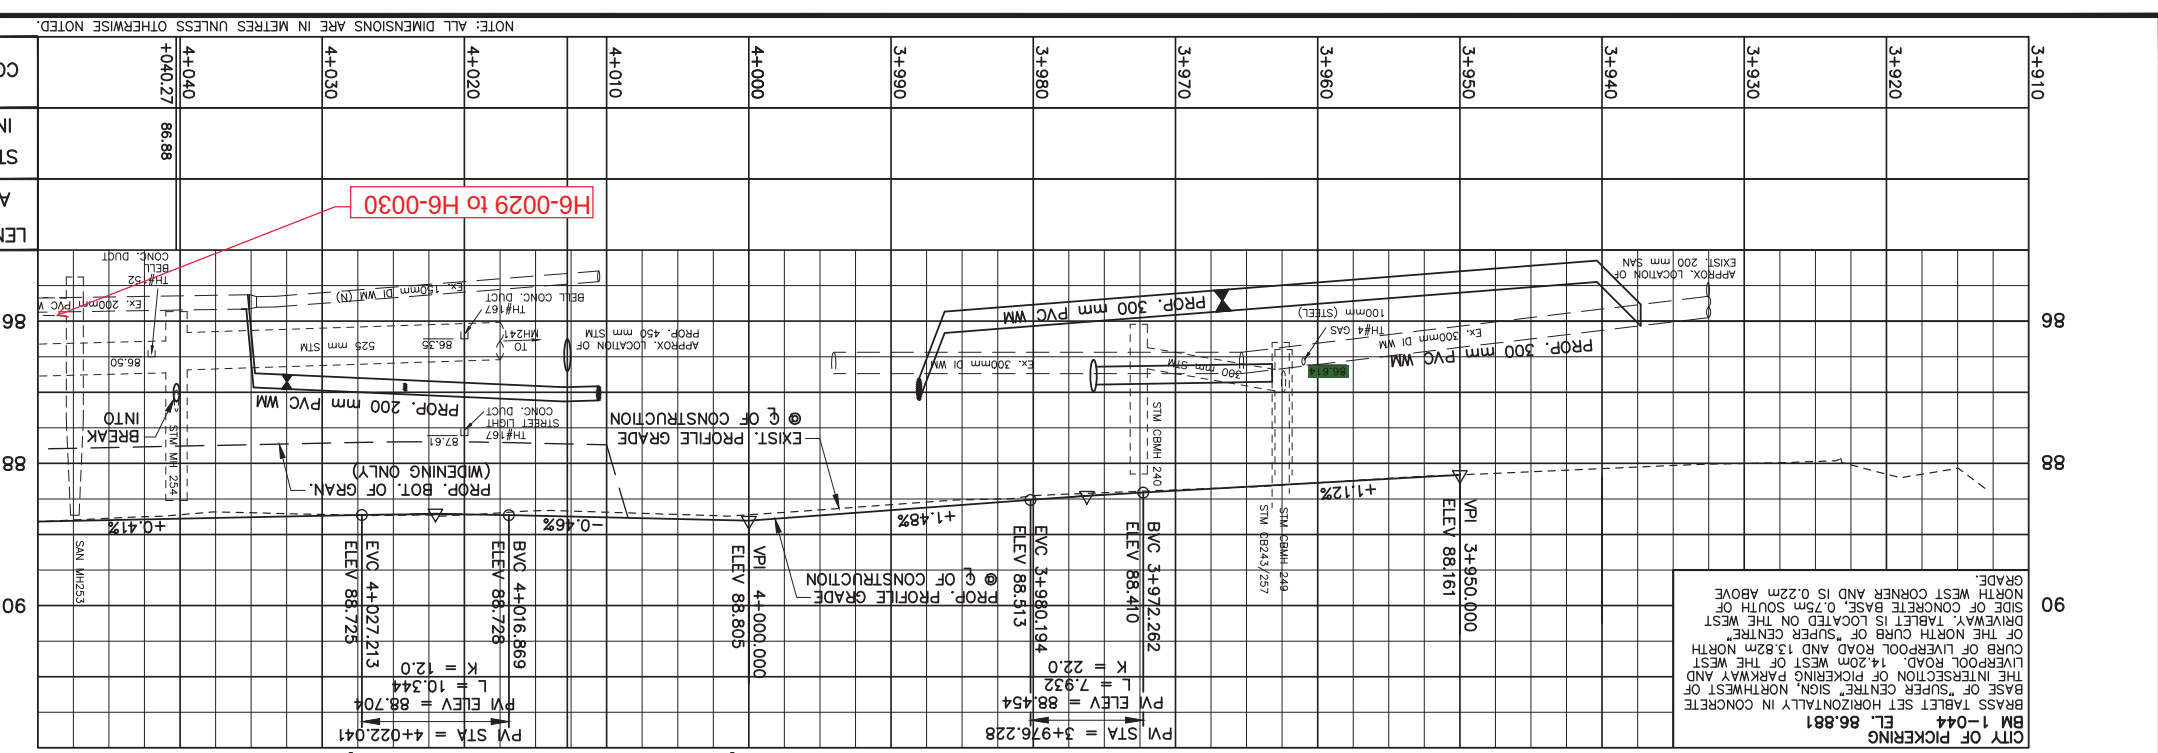 CITY OF PICKERING
BM 1-044 EL. 86.881
BRASS TABLET SET HORIZONTALLY IN CONCRETE
BASE OF "SUPER CENTRE" SIGN, NORTHWEST OF
THE INTERSECTION OF PICKERING PARKWAY AND
LIVERPOOL ROAD. 14.20m WEST OF THE WEST
CURB OF LIVERPOOL ROAD AND 13.82m NORTH
OF THE NORTH CURB OF "SUPER CENTRE"
DRIVEWAY. TABLET IS LOCATED ON THE WEST
SIDE OF CONCRETE BASE, 0.75m SOUTH OF
NORTH WEST CORNER AND IS 0.22m ABOVE
GRADE.
PVI STA = 3+976.228
PVI ELEV = 88.454
L = 7.932
K = 22.0
PVI STA = 4+022.041
PVI ELEV = 88.704
L = 10.344
K = 12.0
90
90
VPI 3+950.000
ELEV 88.161
BVC 3+972.262
ELEV 88.410
EVC 3+980.194
ELEV 88.513
VPI 4+000.000
ELEV 88.805
BVC 4+016.869
ELEV 88.728
EVC 4+027.213
ELEV 88.725
SAN MH253
PROP. PROFILE GRADE
@ ℄ OF CONSTRUCTION
STM CBMH 249
STM CB243/257
+1.12%
+1.48%
-0.46%
+0.41%
88
88
PROP. BOT. OF GRAN.
(WIDENING ONLY)
EXIST. PROFILE GRADE
@ ℄ OF CONSTRUCTION
STM CBMH 240
STM MH 254
TH#167
STREET LIGHT
CONC. DUCT
87.61
BREAK
INTO
PROP. 200 mm PVC WM
86.614
PROP. 300 mm PVC WM
Ex. 300mm DI WM
300 mm STM
Ex. 300mm DI WM
TH#4 GAS
100mm (STEEL)
APPROX. LOCATION OF
PROP. 450 mm STM
TO
MH241
86.35
525 mm STM
86.50
86
86
PROP. 300 mm PVC WM
TH#167
BELL CONC. DUCT
Ex. 150mm DI WM (N)
Ex. 200mm PVC W
TH#52
BELL
CONC. DUCT
APPROX. LOCATION OF
EXIST. 200 mm SAN
H6-0029 to H6-0030
LEN
A
ST
IN
CO
86.88
3+910
3+920
3+930
3+940
3+950
3+960
3+970
3+980
3+990
4+000
4+010
4+020
4+030
4+040
+040.27
NOTE: ALL DIMENSIONS ARE IN METRES UNLESS OTHERWISE NOTED.